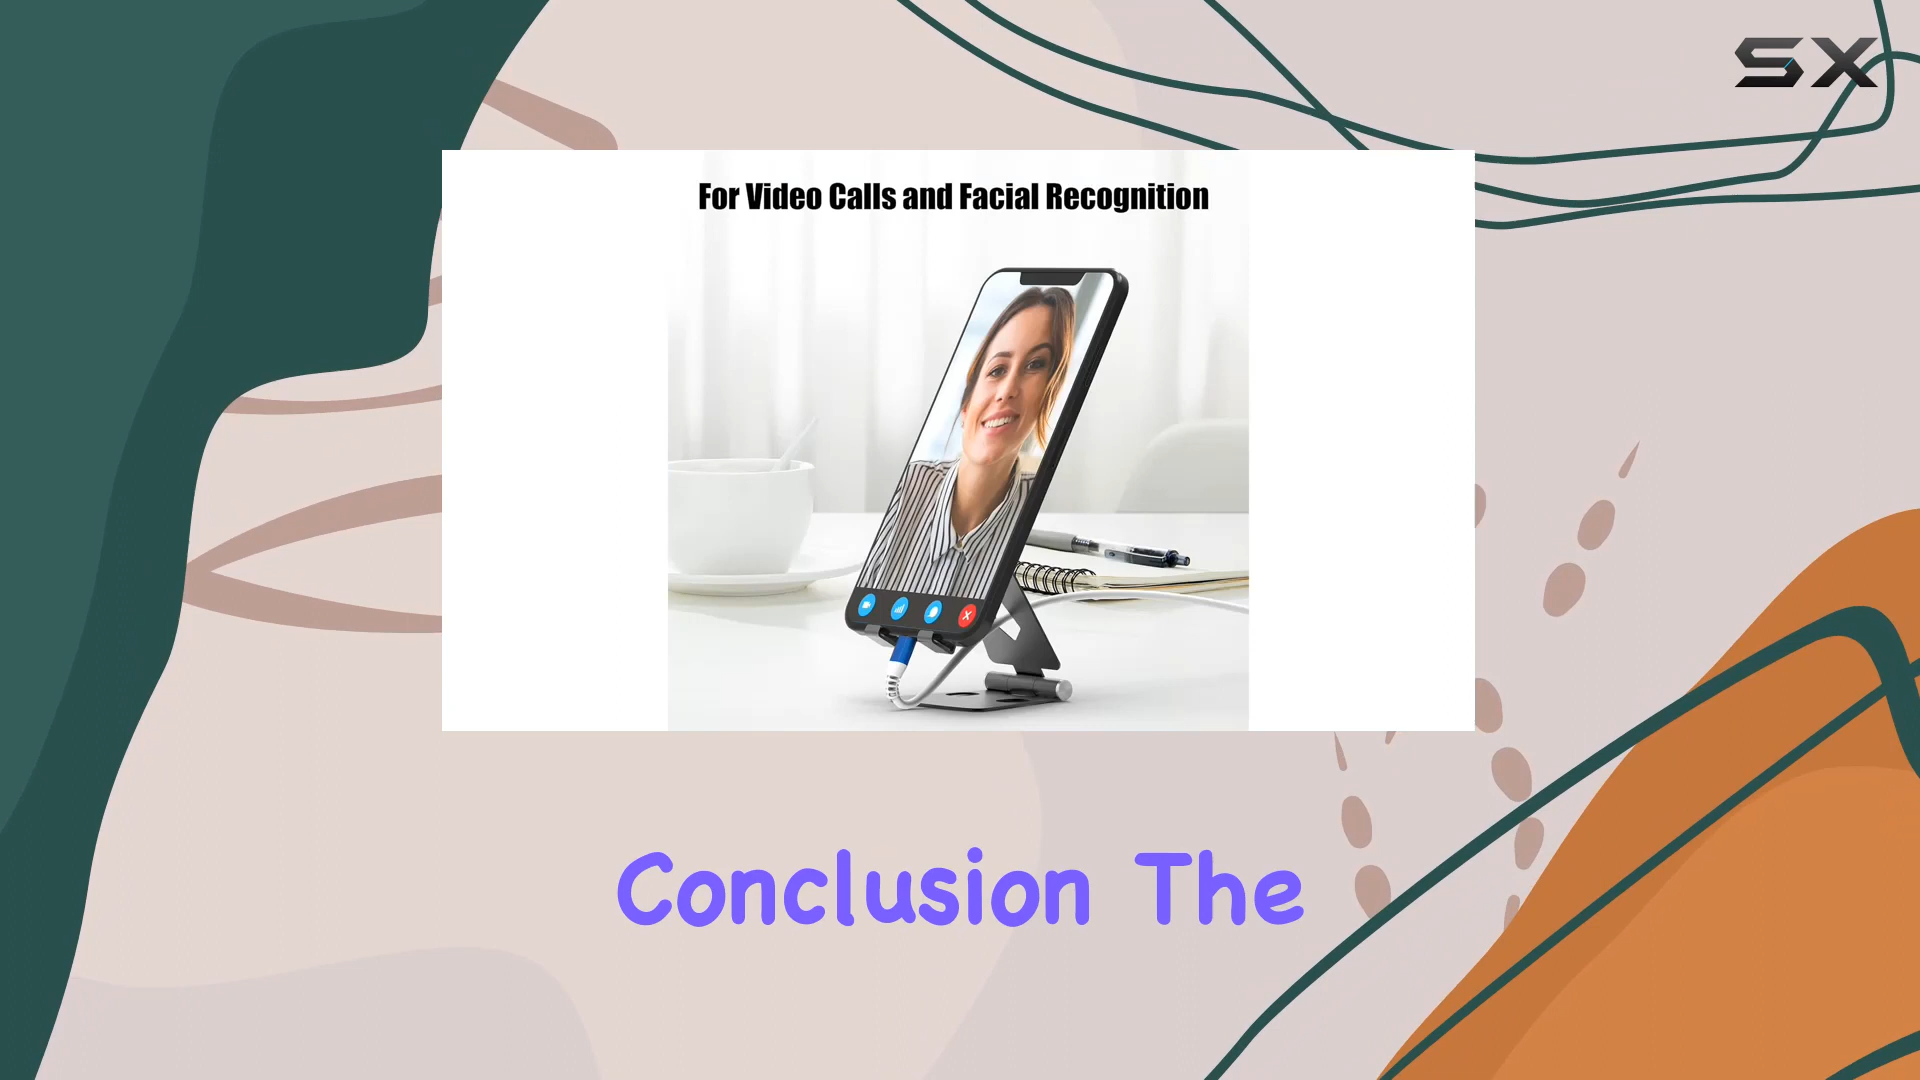 SX
For Video Calls and Facial Recognition
Conclusion The